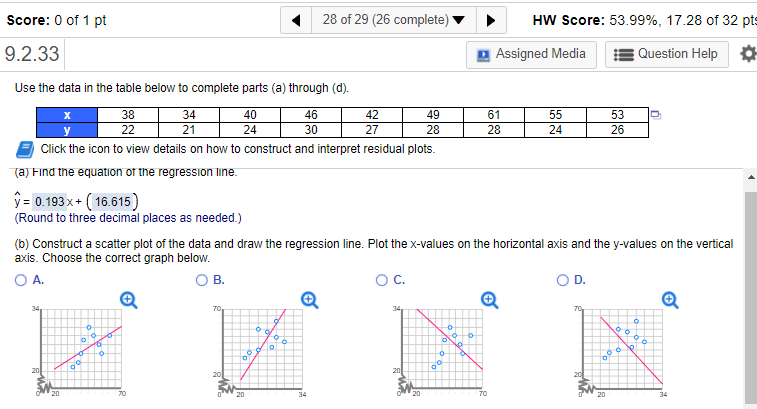 Score: 0 of 1 pt
28 of 29 (26 complete)
HW Score: 53.99%, 17.28 of 32 pts
9.2.33
Assigned Media
Question Help
Use the data in the table below to complete parts (a) through (d).
x 38 34 40 46 42 49 61 55 53
y 22 21 24 30 27 28 28 24 26
Click the icon to view details on how to construct and interpret residual plots.
(a) Find the equation of the regression line.
ŷ = 0.193 x + (16.615)
(Round to three decimal places as needed.)
(b) Construct a scatter plot of the data and draw the regression line. Plot the x-values on the horizontal axis and the y-values on the vertical
axis. Choose the correct graph below.
A. B. C. D.
34 70 34 70
20 20 20 20
0 20 70 0 20 34 0 20 70 0 20 34